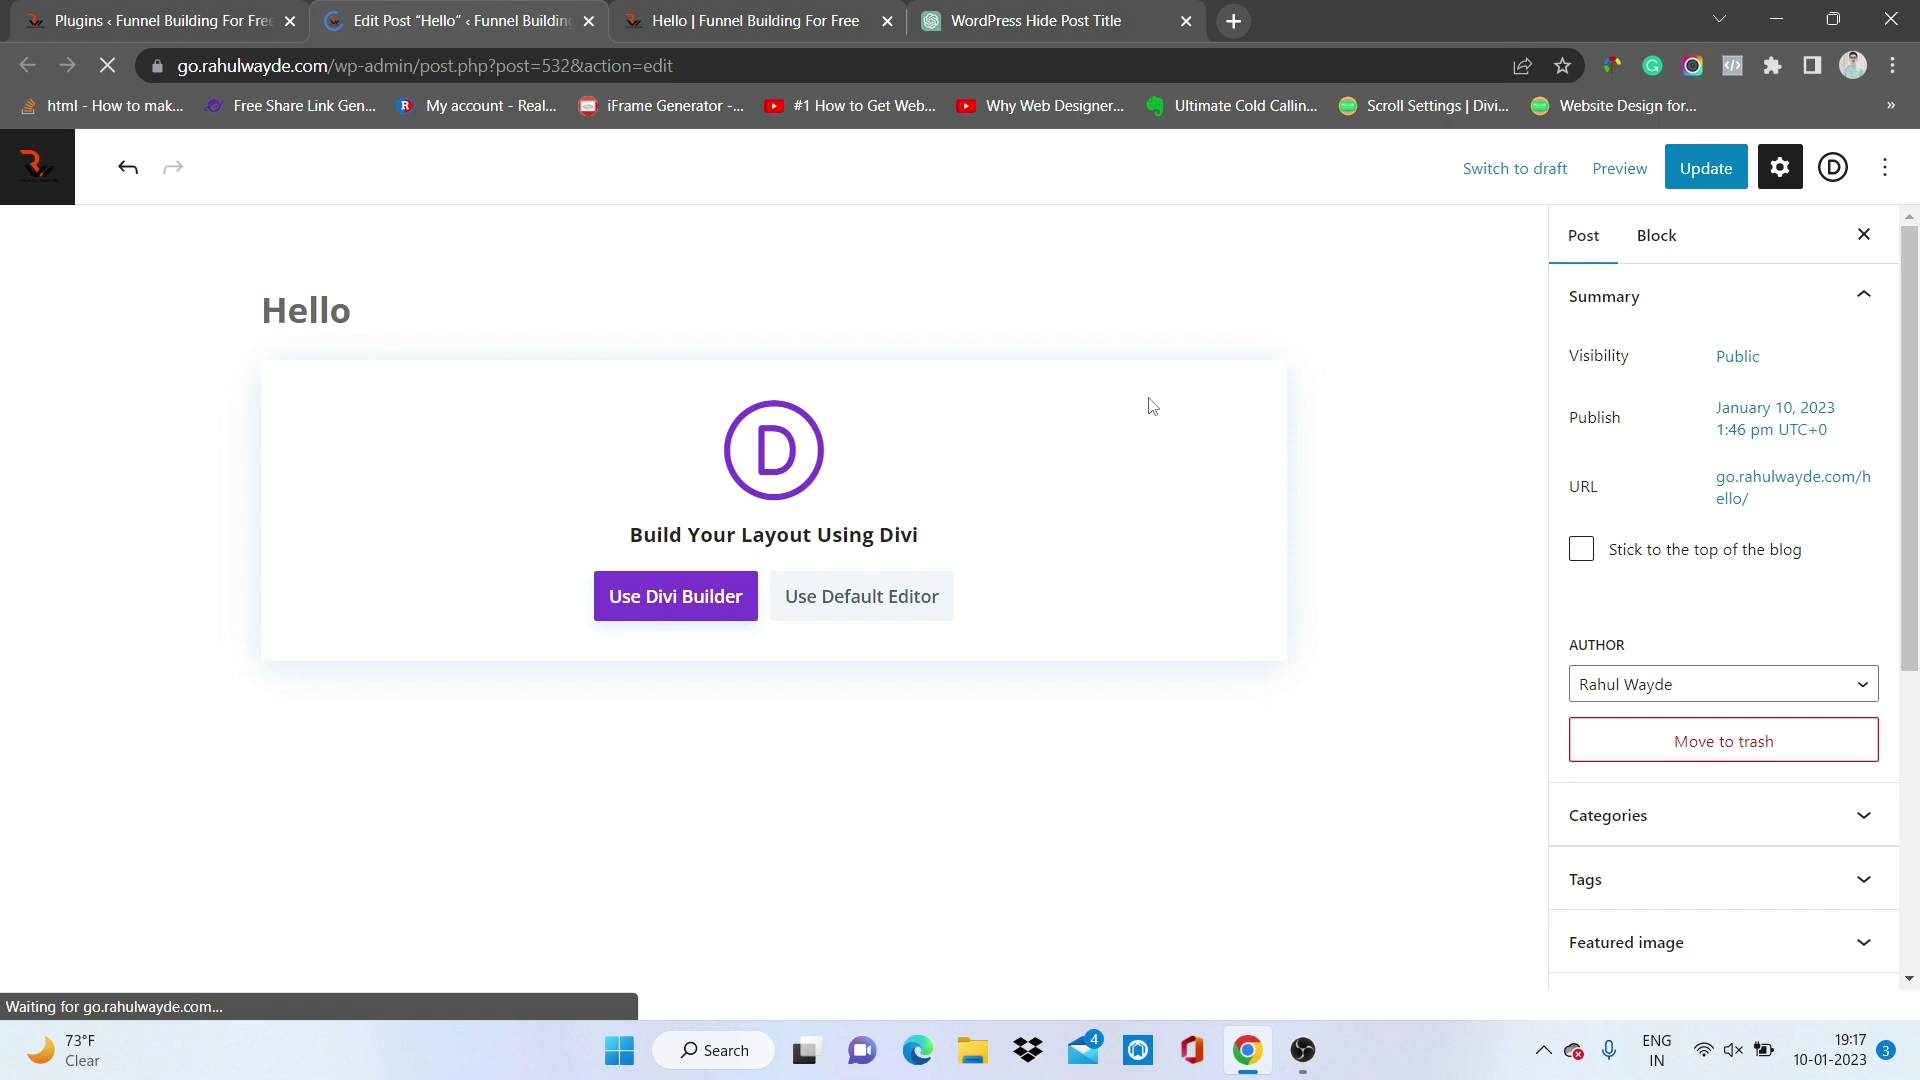 Plugins ‹ Funnel Building For Free
Edit Post “Hello” ‹ Funnel Building
Hello | Funnel Building For Free
WordPress Hide Post Title
go.rahulwayde.com/wp-admin/post.php?post=532&action=edit
html - How to mak...
Free Share Link Gen...
My account - Real...
iFrame Generator -...
#1 How to Get Web...
Why Web Designer...
Ultimate Cold Callin...
Scroll Settings | Divi...
Website Design for...
»
Switch to draft
Preview
Update
D
Post
Block
Summary
Hello
Visibility
Public
Publish
January 10, 2023
1:46 pm UTC+0
D
URL
go.rahulwayde.com/h
ello/
Build Your Layout Using Divi
Stick to the top of the blog
Use Divi Builder
Use Default Editor
AUTHOR
Rahul Wayde
Move to trash
Categories
Tags
Featured image
Waiting for go.rahulwayde.com...
73°F
Clear
Search
4
ENG
IN
19:17
10-01-2023
3